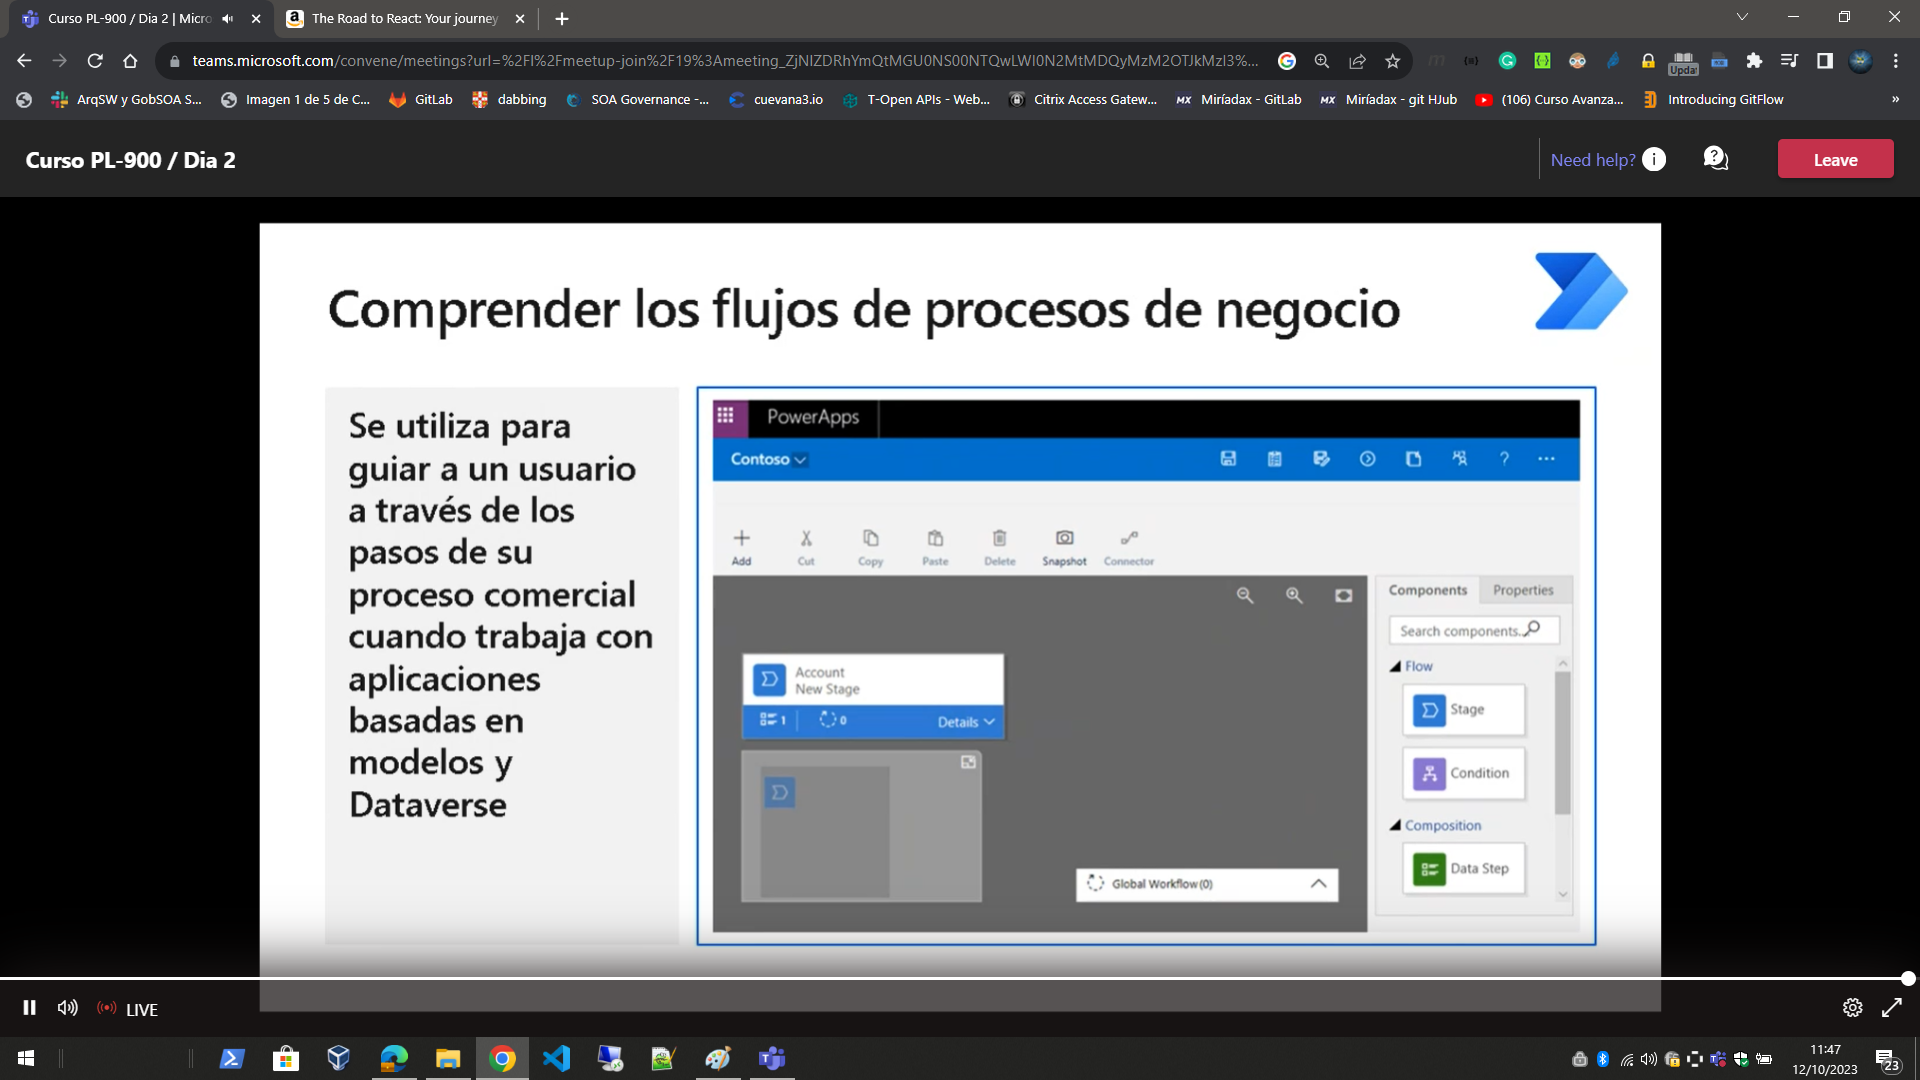 Curso PL-900 / Dia 2 | Micro
The Road to React: Your journey
teams.microsoft.com/convene/meetings?url=%2Fl%2Fmeetup-join%2F19%3Ameeting_ZjNlZDRhYmQtMGU0NS00NTQwLWI0N2MtMDQyMzM2OTJkMzI3%...
Upda
ArqSW y GobSOA S...
Imagen 1 de 5 de C...
GitLab
dabbing
SOA Governance -...
cuevana3.io
T-Open APIs - Web...
Citrix Access Gatew...
MX Miríadax - GitLab
MX Miríadax - git HJub
(106) Curso Avanza...
Introducing GitFlow
»
Curso PL-900 / Dia 2
Need help?
Leave
Comprender los flujos de procesos de negocio
Se utiliza para
guiar a un usuario
a través de los
pasos de su
proceso comercial
cuando trabaja con
aplicaciones
basadas en
modelos y
Dataverse
PowerApps
Contoso
Add
Cut
Copy
Paste
Delete
Snapshot
Connector
Components
Properties
Search components..
Flow
Stage
Condition
Composition
Data Step
Account
New Stage
1
0
Details
Global Workflow (0)
LIVE
11:47
12/10/2023
23